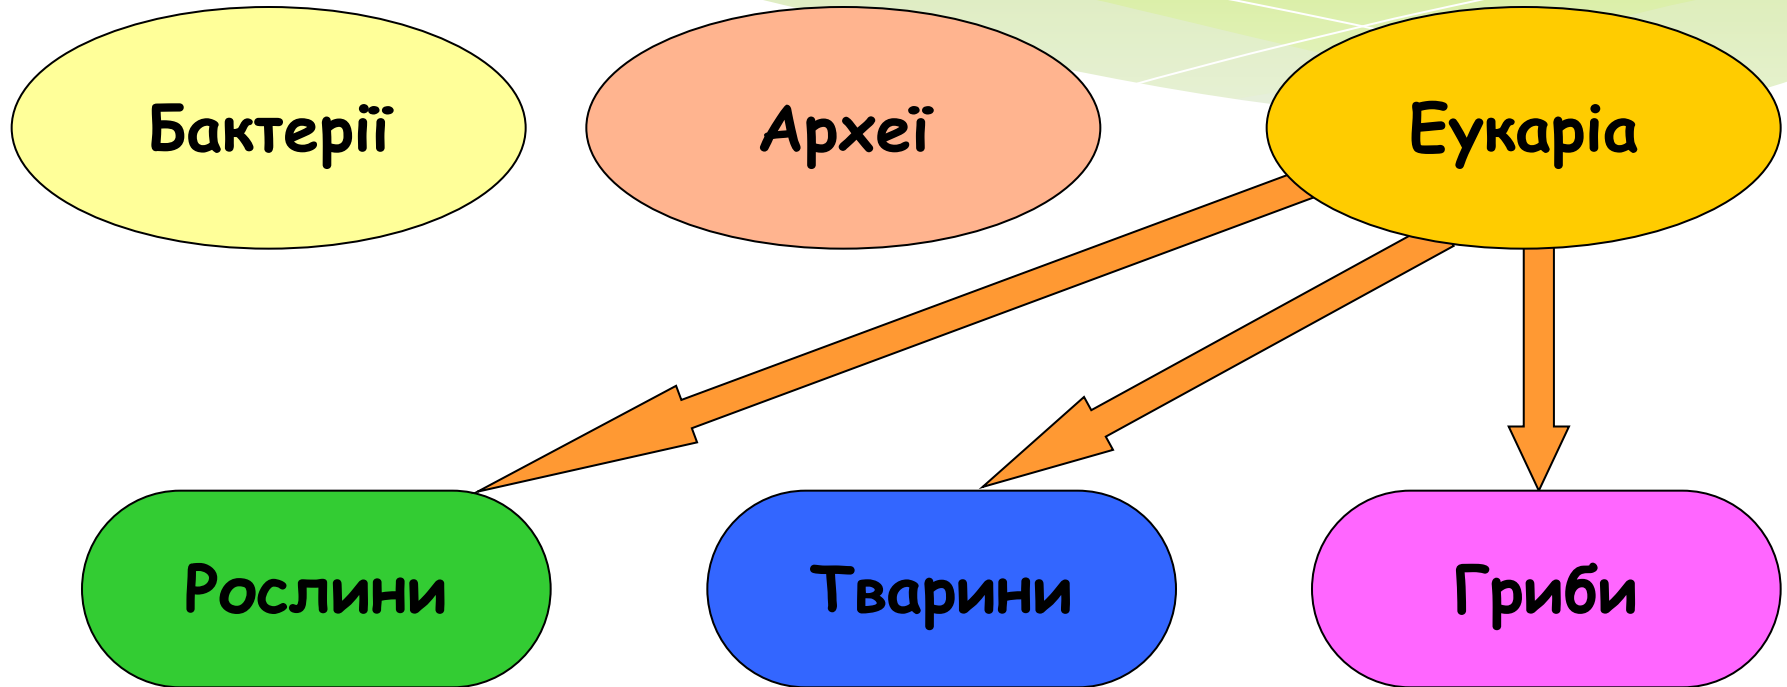 Бактерії
Археї
Еукаріа
Рослини
Тварини
Гриби